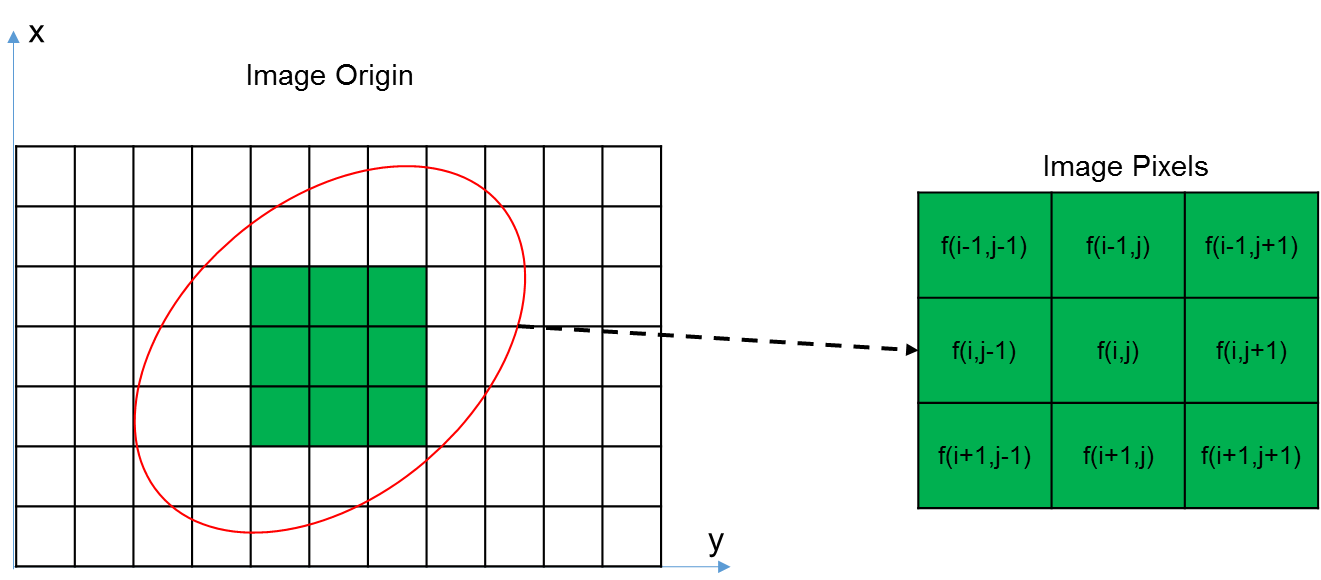 x
Image Origin
Image Pixels
f(i-1,j-1) f(i-1,j) f(i-1,j+1)
f(i,j-1) f(i,j) f(i,j+1)
f(i+1,j-1) f(i+1,j) f(i+1,j+1)
y